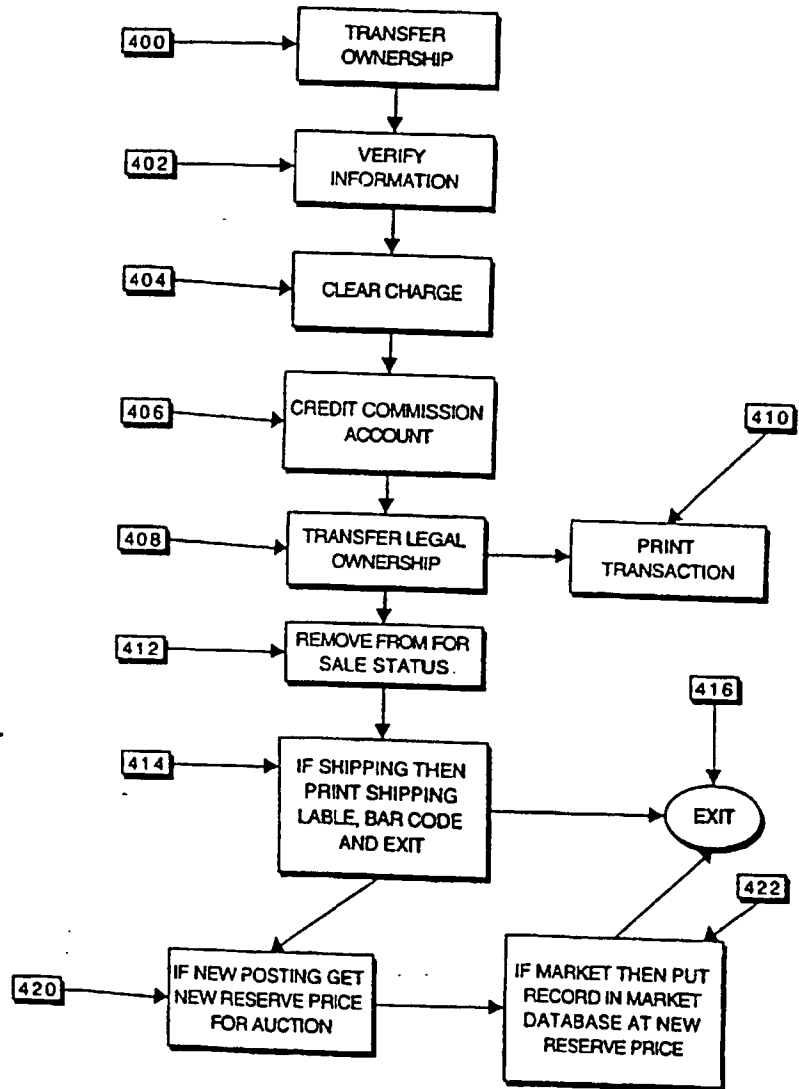 400
TRANSFER
OWNERSHIP
402
VERIFY
INFORMATION
404
CLEAR CHARGE
406
CREDIT COMMISSION
ACCOUNT
410
408
TRANSFER LEGAL
OWNERSHIP
PRINT
TRANSACTION
412
REMOVE FROM FOR
SALE STATUS.
416
414
IF SHIPPING THEN
PRINT SHIPPING
LABLE, BAR CODE
AND EXIT
EXIT
422
420
IF NEW POSTING GET
NEW RESERVE PRICE
FOR AUCTION
IF MARKET THEN PUT
RECORD IN MARKET
DATABASE AT NEW
RESERVE PRICE